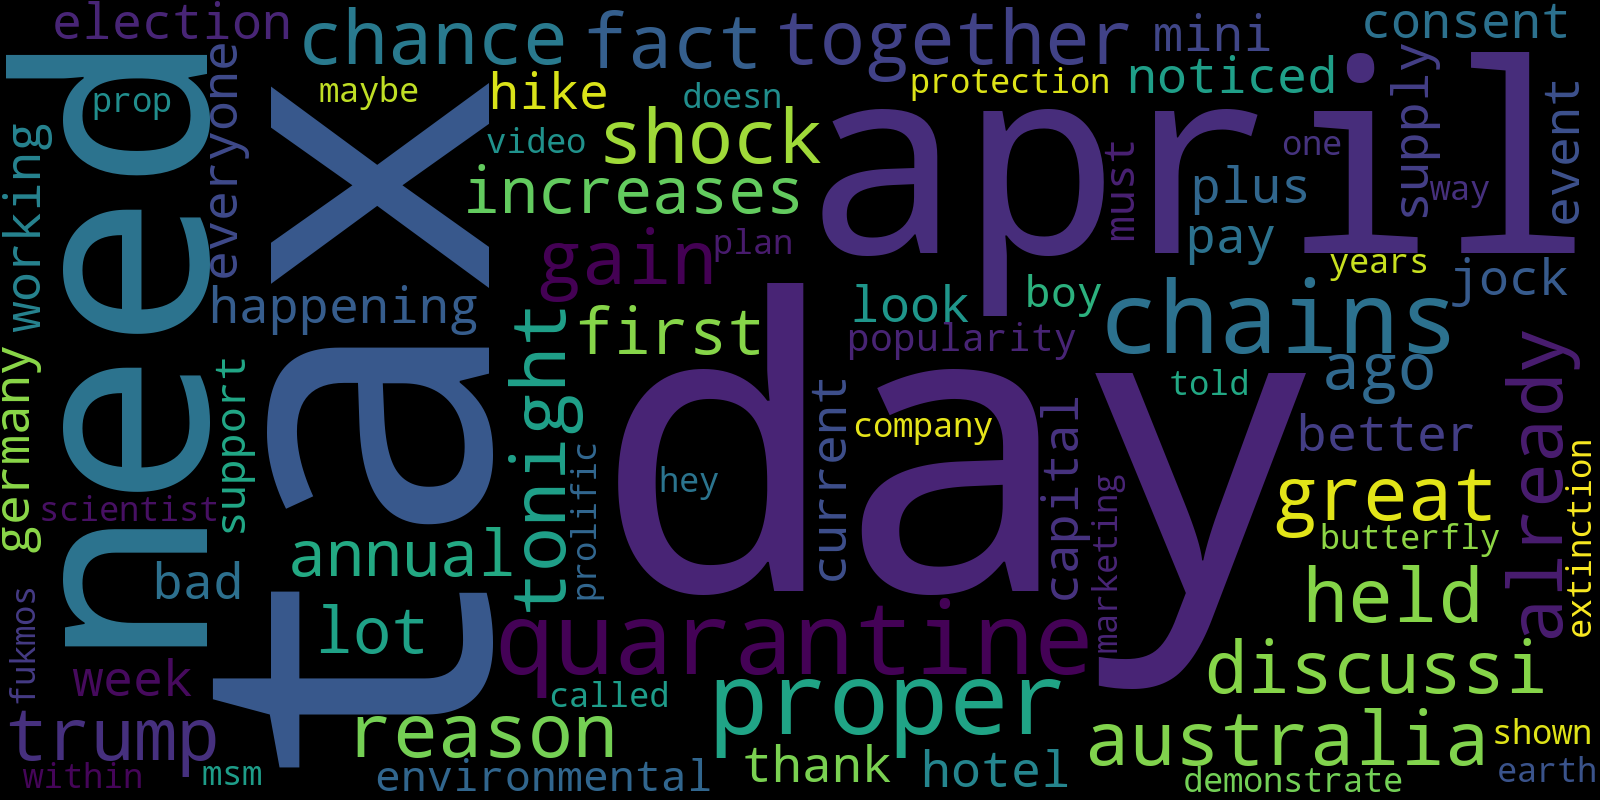 election
chance
fact
together
mini
consent
maybe
hike
doesn
protection
noticed
supply
prop
everyone
video
shock
april
must
one
event
working
need
tax
increases
plus
way
gain
plan
pay
years
happening
look
boy
jock
first
popularity
chains
tonight
day
told
ago
already
germany
support
current
company
capital
better
scientist
prolific
hey
marketing
great
butterfly
extinction
bad
annual
held
fukmos
lot
quarantine
week
called
proper
discussi
trump
reason
thank
hotel
australia
shown
within
msm
environmental
demonstrate
earth